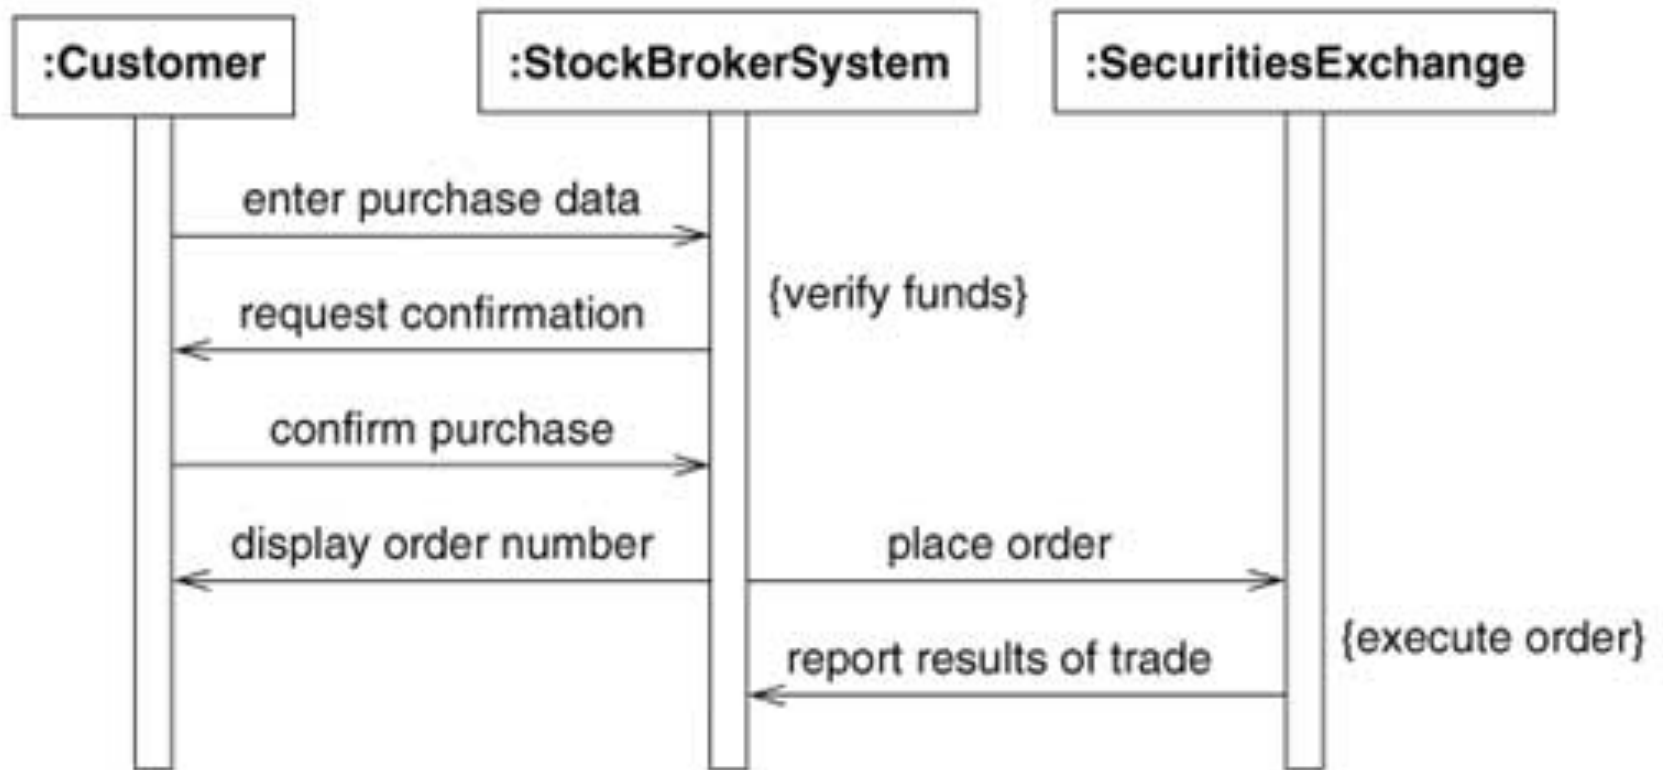 :Customer
:StockBrokerSystem
:SecuritiesExchange
enter purchase data
{verify funds}
request confirmation
confirm purchase
display order number
place order
{execute order}
report results of trade